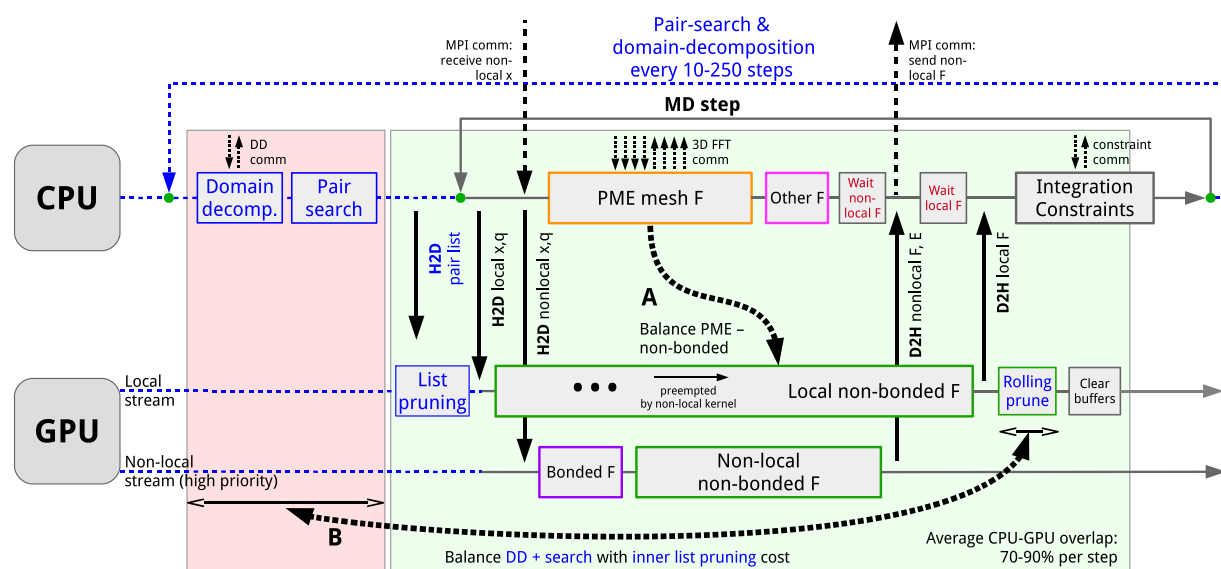 Pair-search &
domain-decomposition
every 10-250 steps
MPI comm:
receive non-
local x
MPI comm:
send non-
local F
MD step
DD
comm
3D FFT
comm
constraint
comm
CPU
Domain
decomp.
Pair
search
PME mesh F
Other F
Wait
non-
local F
Wait
local F
Integration
Constraints
H2D
pair list
H2D local x,q
H2D nonlocal x,q
A
Balance PME –
non-bonded
D2H nonlocal F, E
D2H local F
GPU
Local
stream
List
pruning
• • •
preempted
by non-local kernel
Local non-bonded F
Rolling
prune
Clear
buffers
Non-local
stream (high priority)
Bonded F
Non-local
non-bonded F
B
Balance DD + search with inner list pruning cost
Average CPU-GPU overlap:
70-90% per step